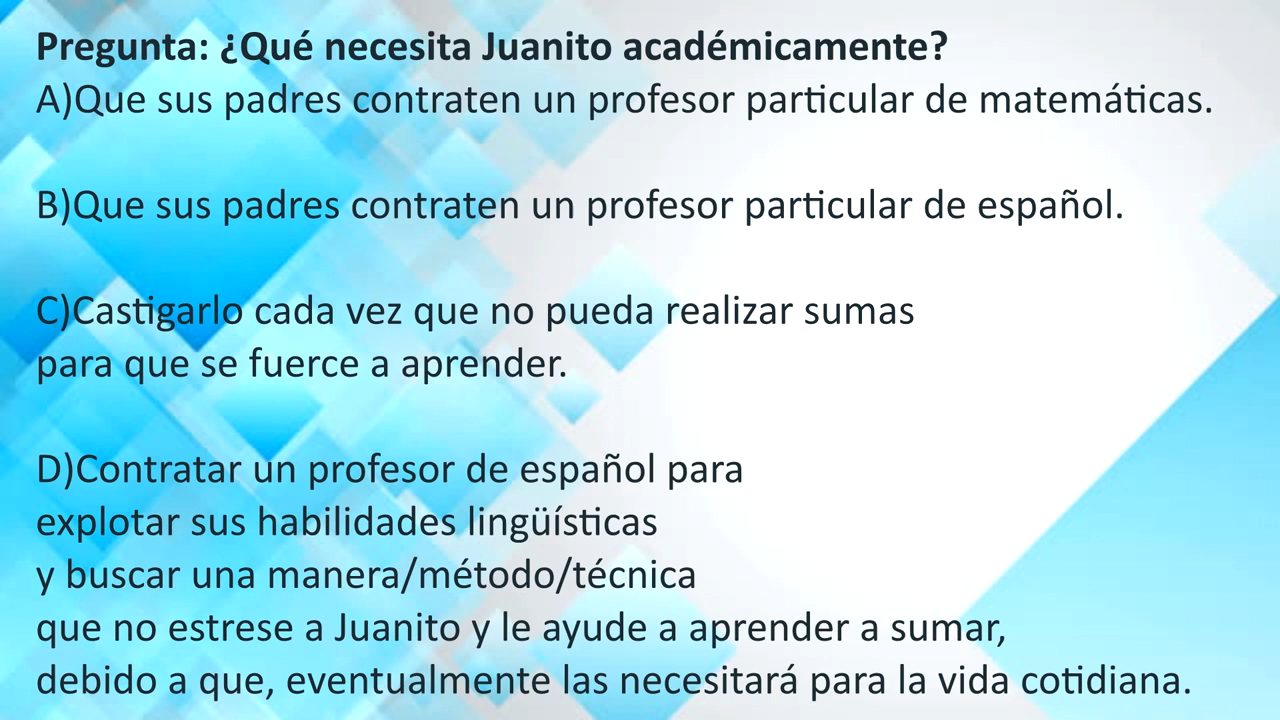 Pregunta: ¿Qué necesita Juanito académicamente?
A)Que sus padres contraten un profesor particular de matemáticas.
B)Que sus padres contraten un profesor particular de español.
C)Castigarlo cada vez que no pueda realizar sumas
para que se fuerce a aprender.
D)Contratar un profesor de español para
explotar sus habilidades lingüísticas
y buscar una manera/método/técnica
que no estrese a Juanito y le ayude a aprender a sumar,
debido a que, eventualmente las necesitará para la vida cotidiana.